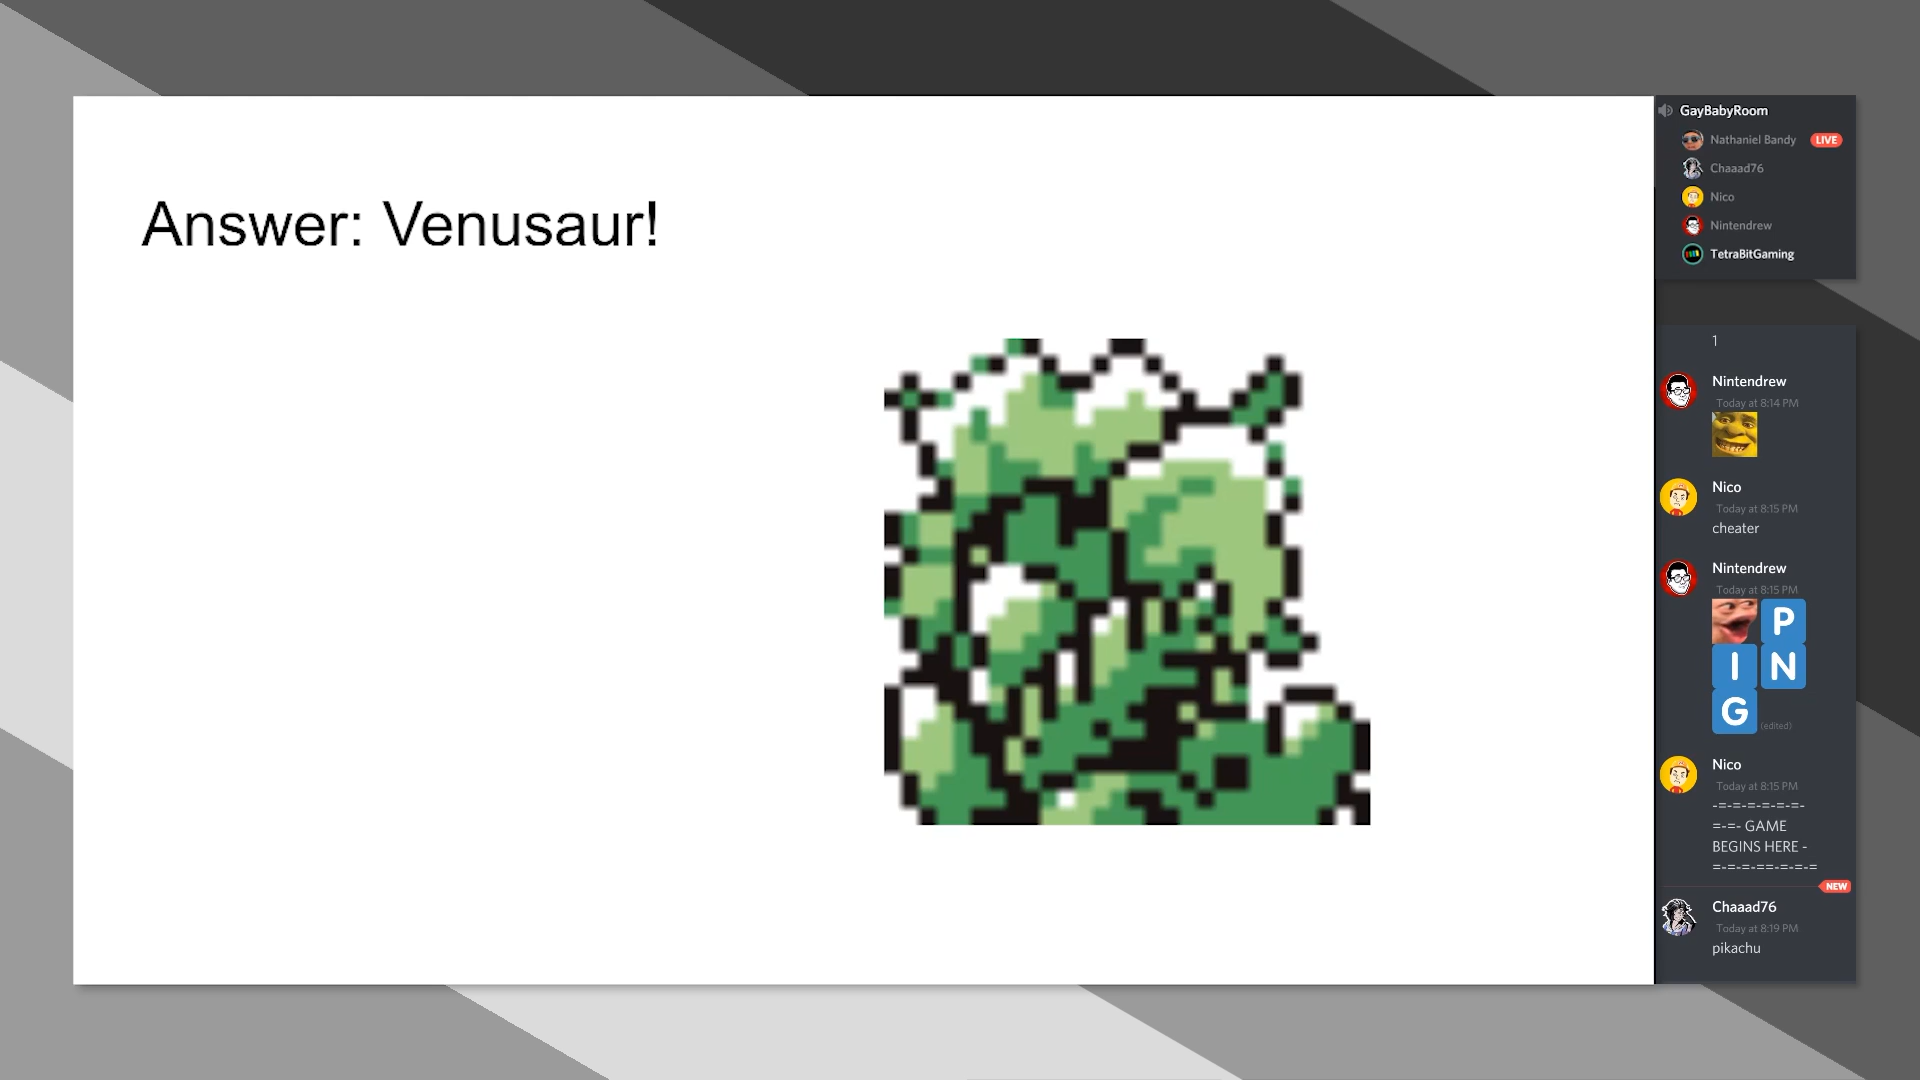 Answer: Venusaur!
GayBabyRoom
Nathaniel Bandy LIVE
Chaaad76
Nico
Nintendrew
TetraBitGaming
1
Nintendrew
Today at 8:14 PM
Nico
Today at 8:15 PM
cheater
Nintendrew
Today at 8:15 PM
P
I N
G (edited)
Nico
Today at 8:15 PM
-=-=-=-=-=-=-
=-=- GAME
BEGINS HERE -
=-=-=-==-=-=-=
NEW
Chaaad76
Today at 8:19 PM
pikachu